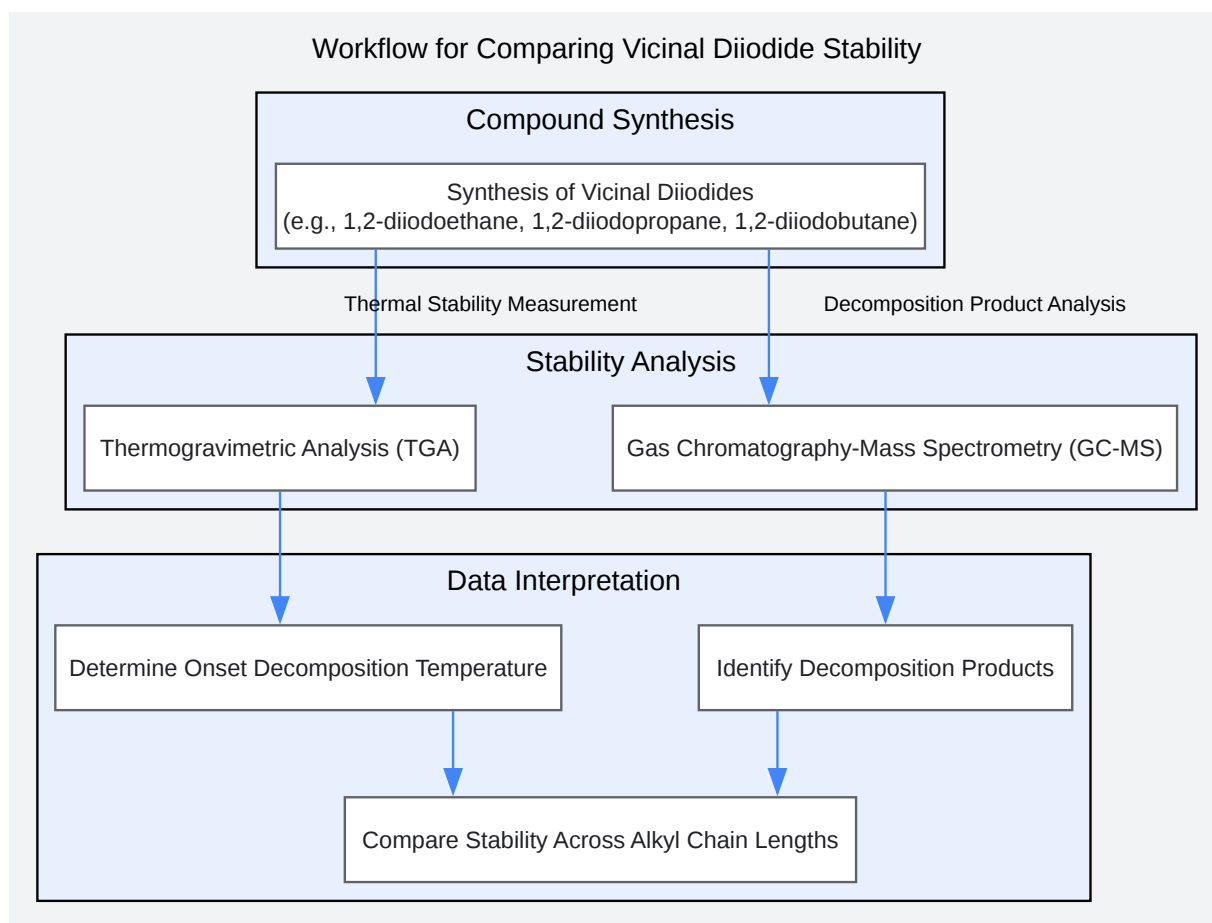 Workflow for Comparing Vicinal Diiodide Stability
Compound Synthesis
Synthesis of Vicinal Diiodides
(e.g., 1,2-diiodoethane, 1,2-diiodopropane, 1,2-diiodobutane)
Thermal Stability Measurement
Decomposition Product Analysis
Stability Analysis
Thermogravimetric Analysis (TGA)
Gas Chromatography-Mass Spectrometry (GC-MS)
Data Interpretation
Determine Onset Decomposition Temperature
Identify Decomposition Products
Compare Stability Across Alkyl Chain Lengths